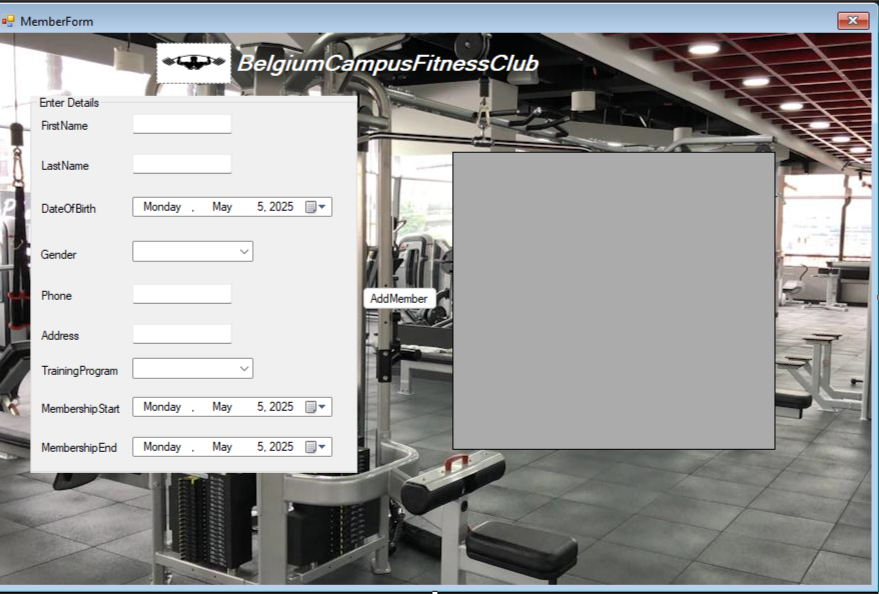 MemberForm
BelgiumCampusFitnessClub
Enter Details
FirstName
LastName
DateOfBirth Monday , May 5, 2025
Gender
Phone
AddMember
Address
TrainingProgram
MembershipStart Monday , May 5, 2025
MembershipEnd Monday , May 5, 2025